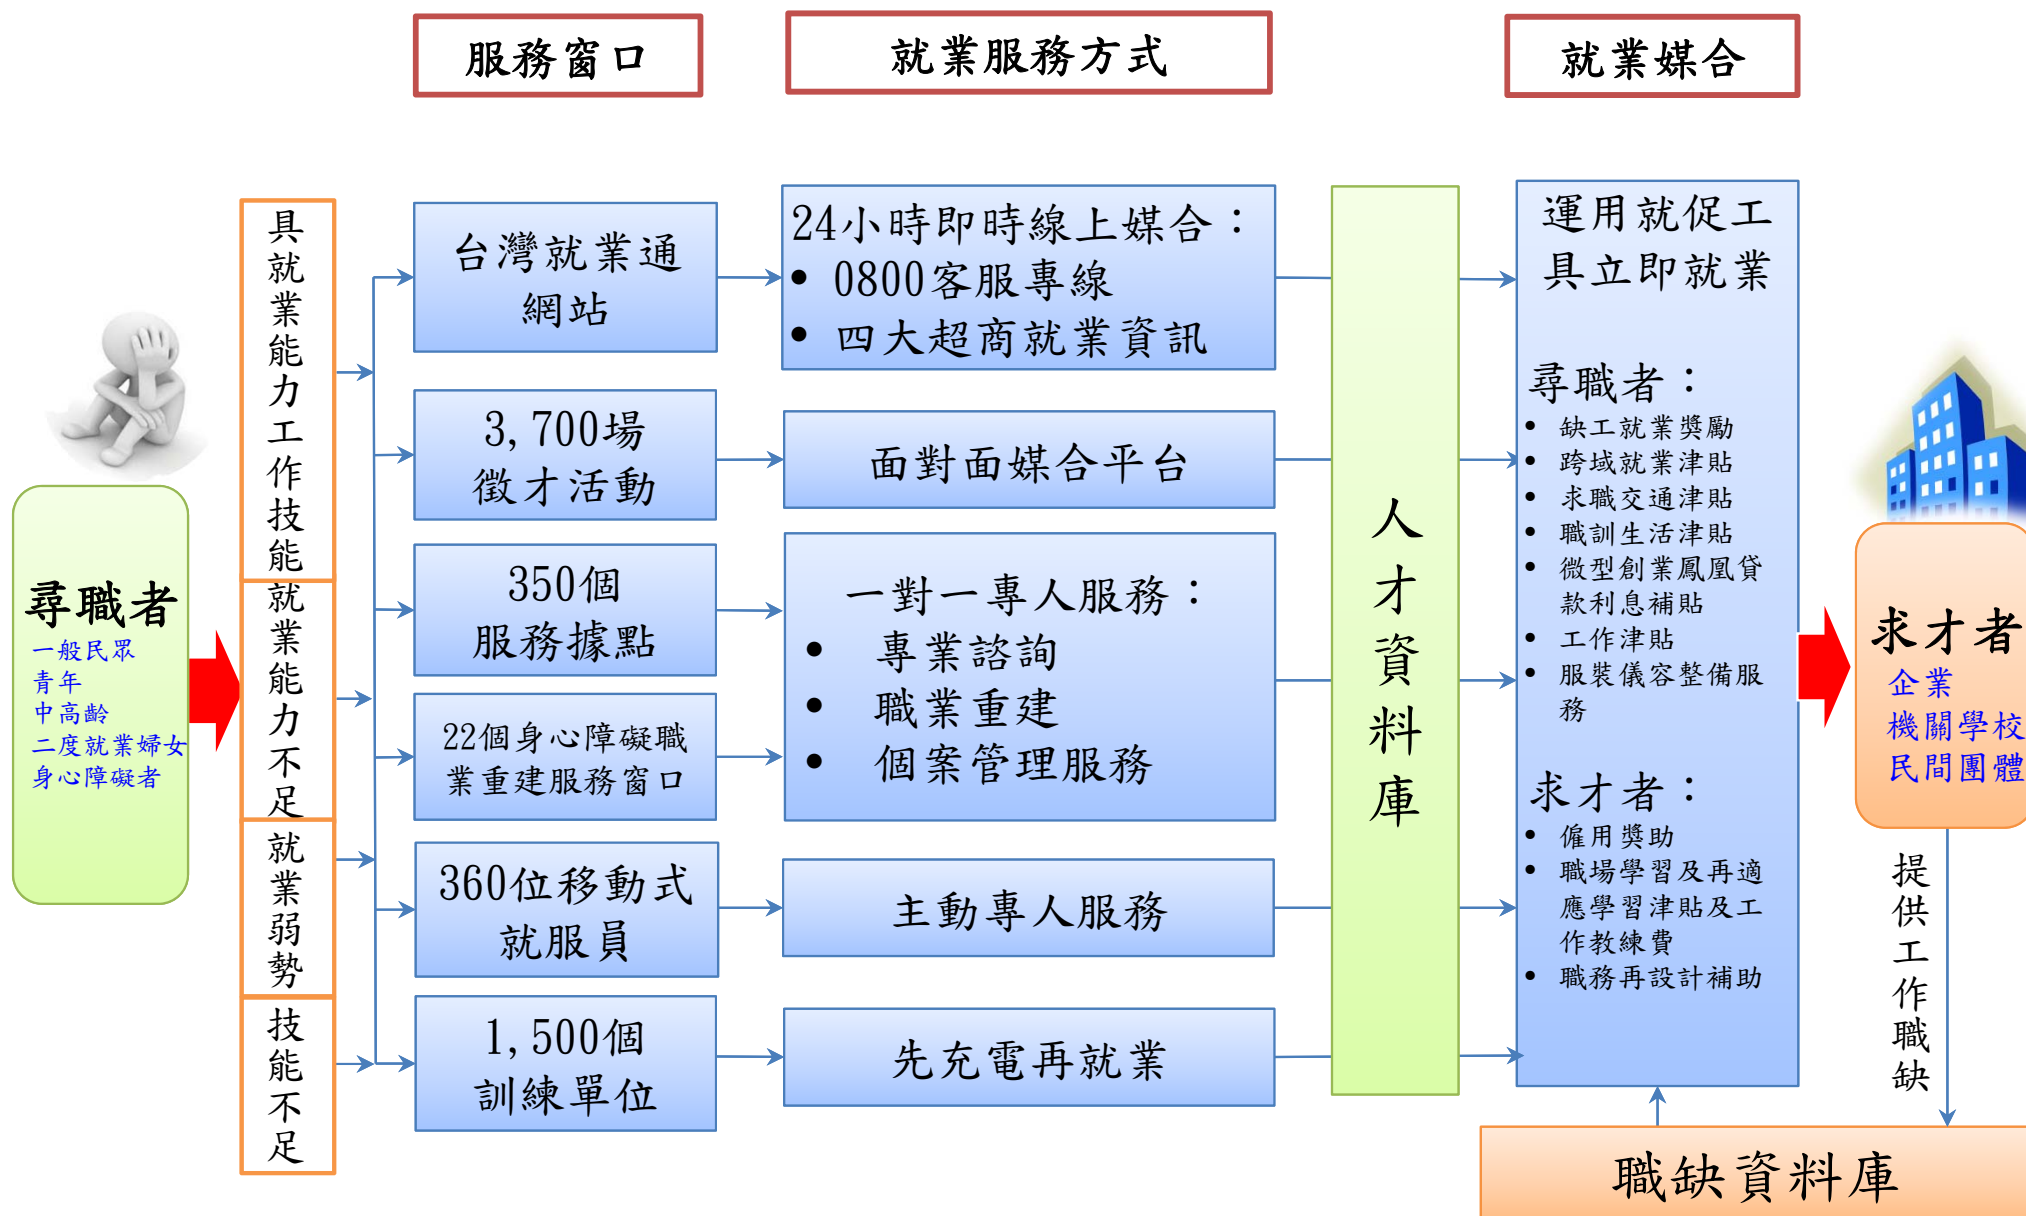 服務窗口
就業服務方式
就業媒合
尋職者
一般民眾
青年
中高齡
二度就業婦女
身心障礙者
具就業能力工作技能
就業能力不足
就業弱勢
技能不足
台灣就業通
網站
3,700場
徵才活動
350個
服務據點
22個身心障礙職
業重建服務窗口
360位移動式
就服員
1,500個
訓練單位
24小時即時線上媒合：
• 0800客服專線
• 四大超商就業資訊
面對面媒合平台
一對一專人服務：
• 專業諮詢
• 職業重建
• 個案管理服務
主動專人服務
先充電再就業
人才資料庫
運用就促工
具立即就業
尋職者：
• 缺工就業獎勵
• 跨域就業津貼
• 求職交通津貼
• 職訓生活津貼
• 微型創業鳳凰貸
款利息補貼
• 工作津貼
• 服裝儀容整備服
務
求才者：
• 僱用獎助
• 職場學習及再適
應學習津貼及工
作教練費
• 職務再設計補助
求才者
企業
機關學校
民間團體
提供工作職缺
職缺資料庫